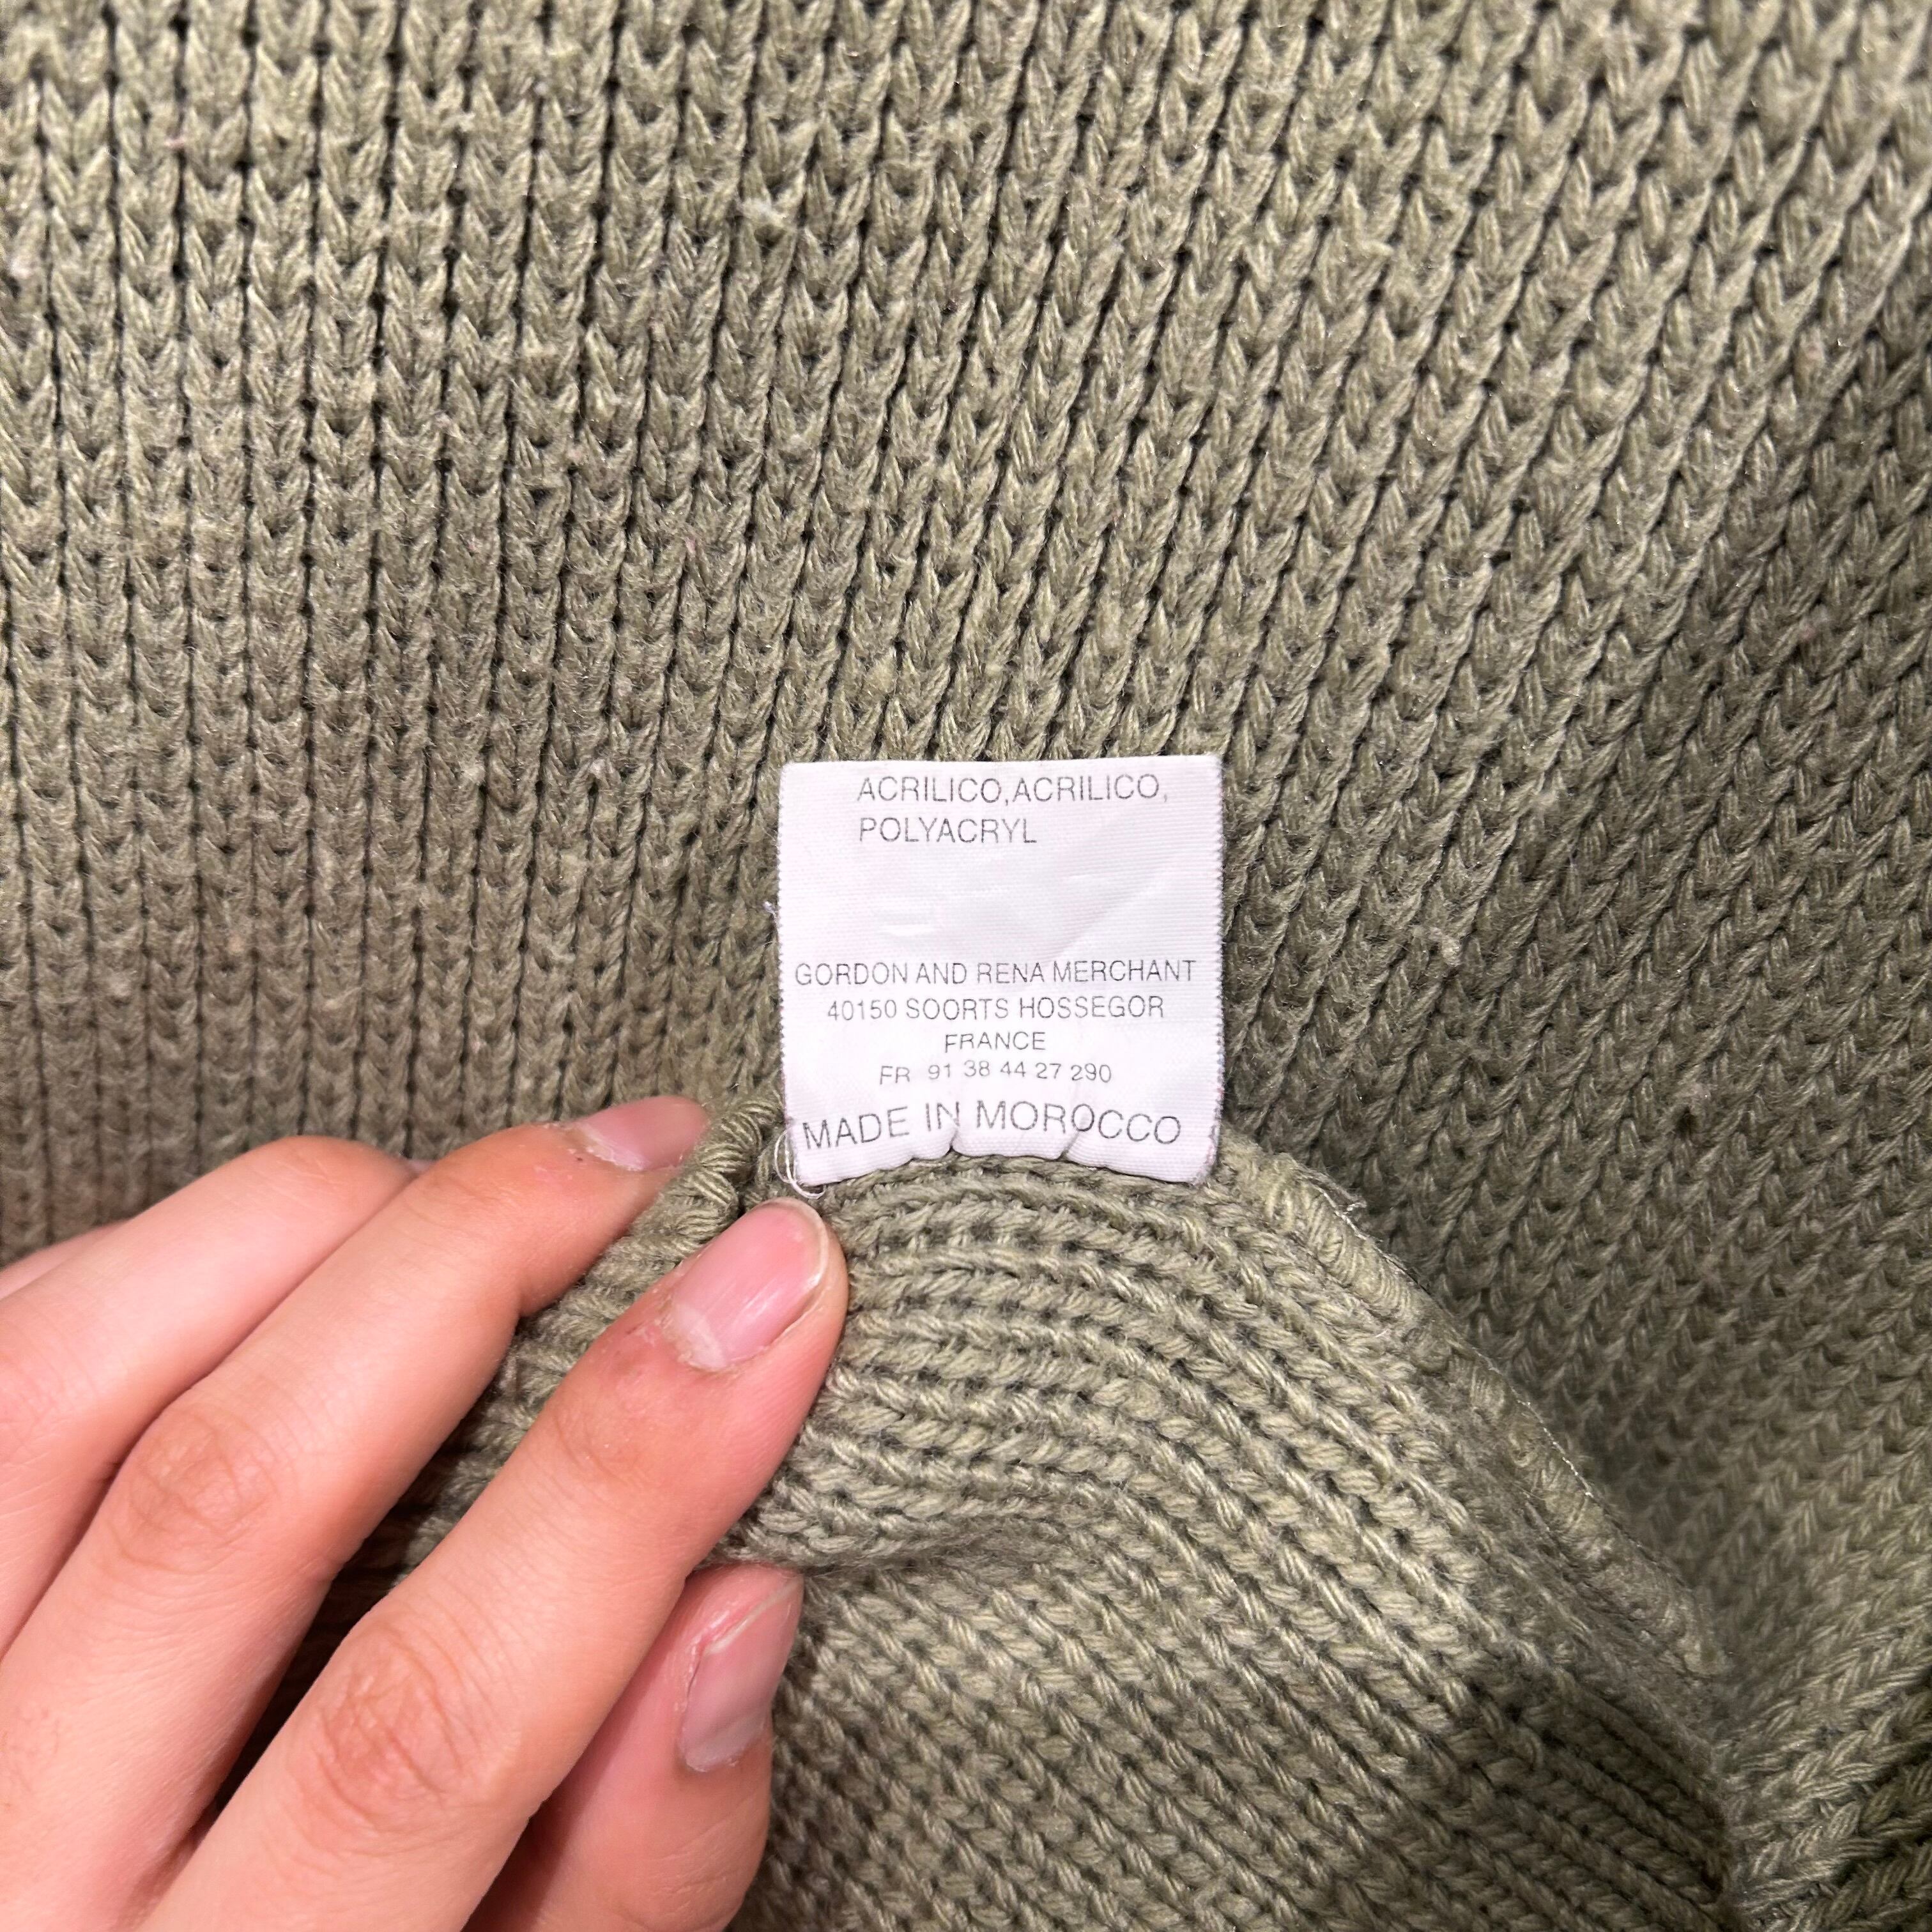 ACRILICO,ACRILICO,
POLYACRYL
GORDON AND RENA MERCHANT
40150 SOORTS HOSSEGOR
FRANCE
FR 91 38 44 27 290
MADE IN MOROCCO